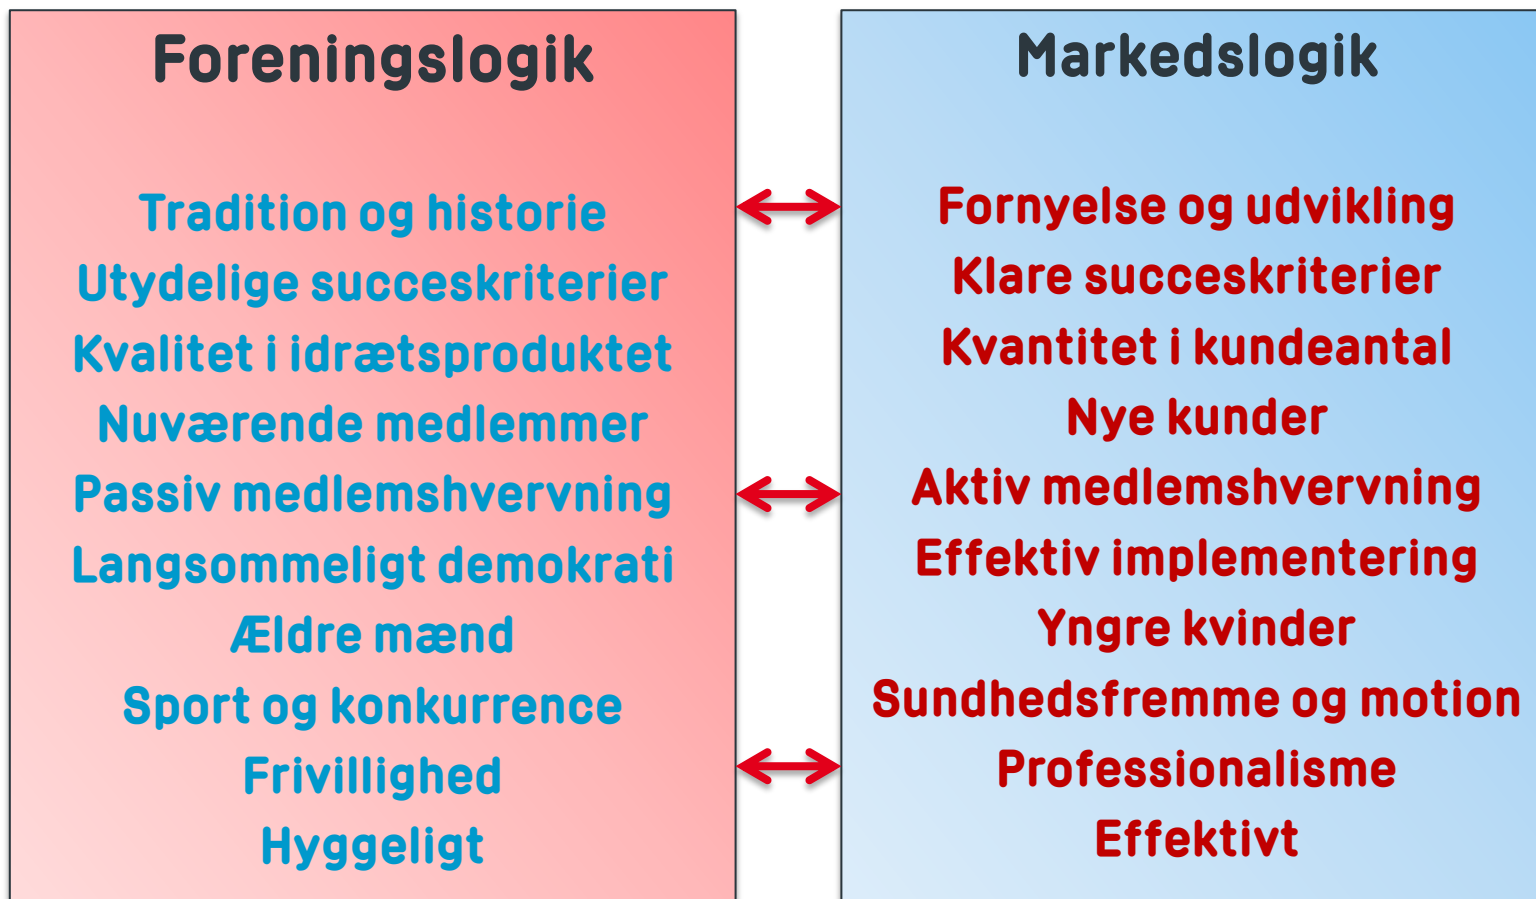 Foreningslogik
Tradition og historie
Utydelige succeskriterier
Kvalitet i idrætsproduktet
Nuværende medlemmer
Passiv medlemshvervning
Langsommeligt demokrati
Ældre mænd
Sport og konkurrence
Frivillighed
Hyggeligt
Markedslogik
Fornyelse og udvikling
Klare succeskriterier
Kvantitet i kundeantal
Nye kunder
Aktiv medlemshvervning
Effektiv implementering
Yngre kvinder
Sundhedsfremme og motion
Professionalisme
Effektivt